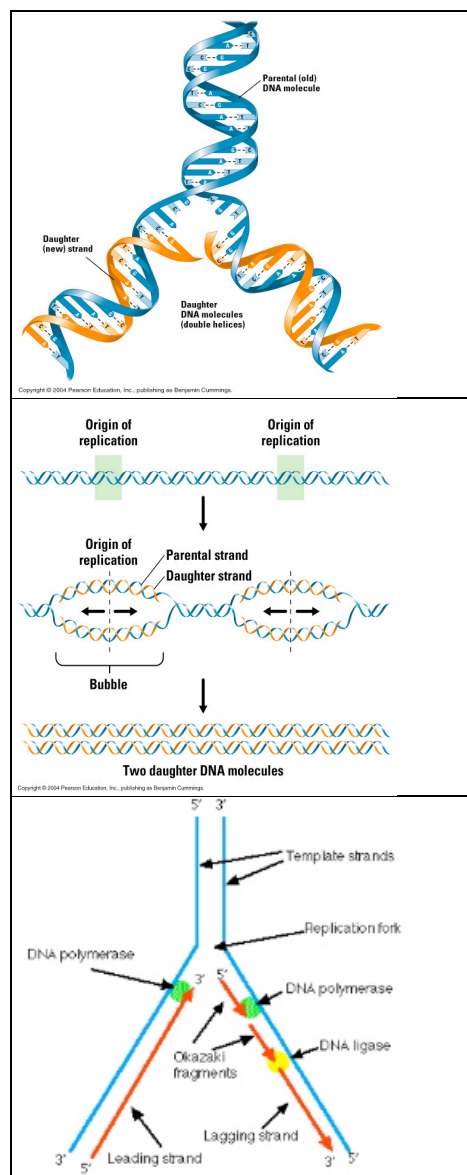 Parental (old)
DNA molecule
Daughter
(new) strand
Daughter
DNA molecules
(double helices)
Copyright © 2004 Pearson Education, Inc., publishing as Benjamin Cummings.
Origin of
replication
Origin of
replication
Origin of
replication
Parental strand
Daughter strand
Bubble
Two daughter DNA molecules
Copyright © 2004 Pearson Education, Inc., publishing as Benjamin Cummings.
5' 3'
Template strands
Replication fork
DNA polymerase
3' 5'
DNA polymerase
DNA ligase
Okazaki
fragments
Lagging strand
Leading strand
3' 5' 3' 5'